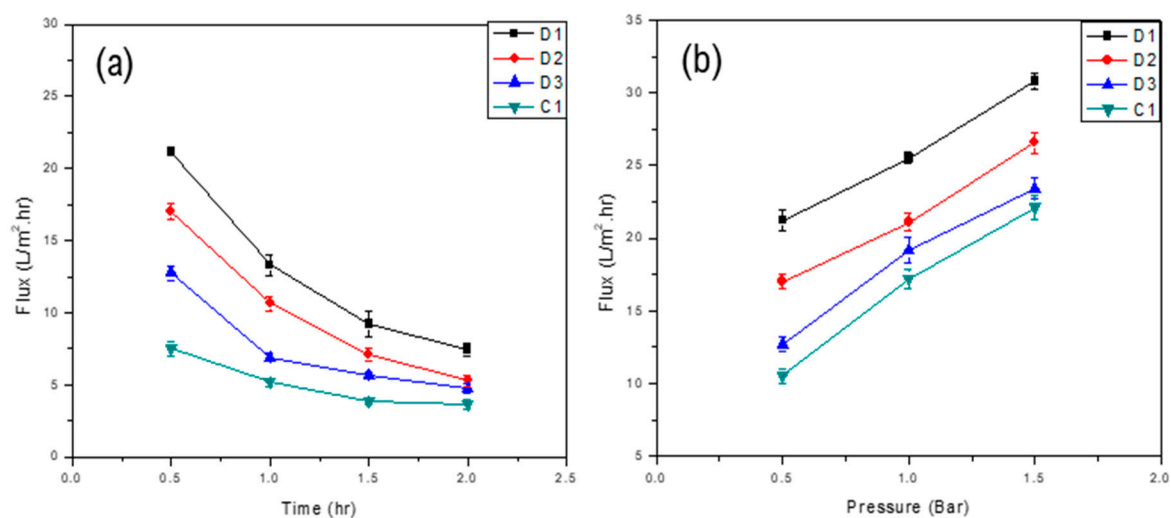 (a)
D1
D2
D3
C1
30
25
20
15
10
5
0
0.0 0.5 1.0 1.5 2.0 2.5
Flux (L/m².hr)
Time (hr)
(b)
D1
D2
D3
C1
35
30
25
20
15
10
5
0.0 0.5 1.0 1.5 2.0
Flux (L/m².hr)
Pressure (Bar)